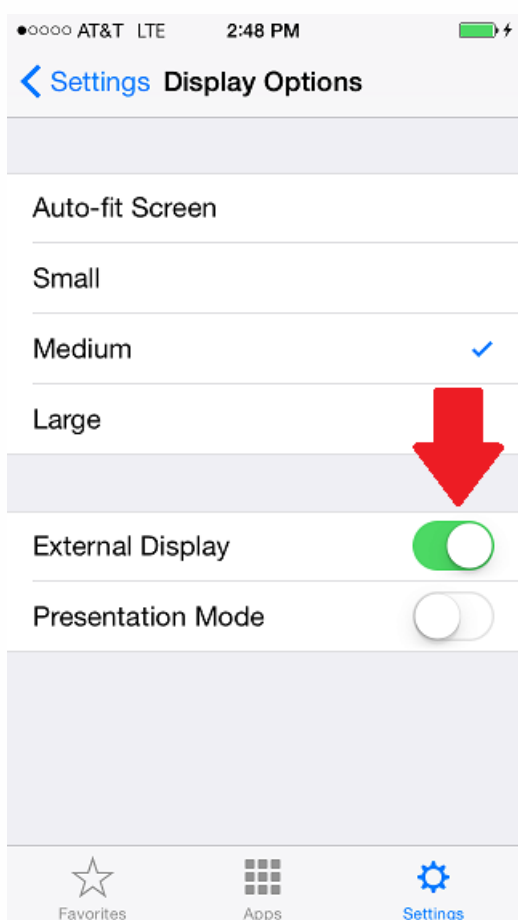 AT&T LTE 2:48 PM
Settings Display Options
Auto-fit Screen
Small
Medium
Large
External Display
Presentation Mode
Favorites Apps Settings